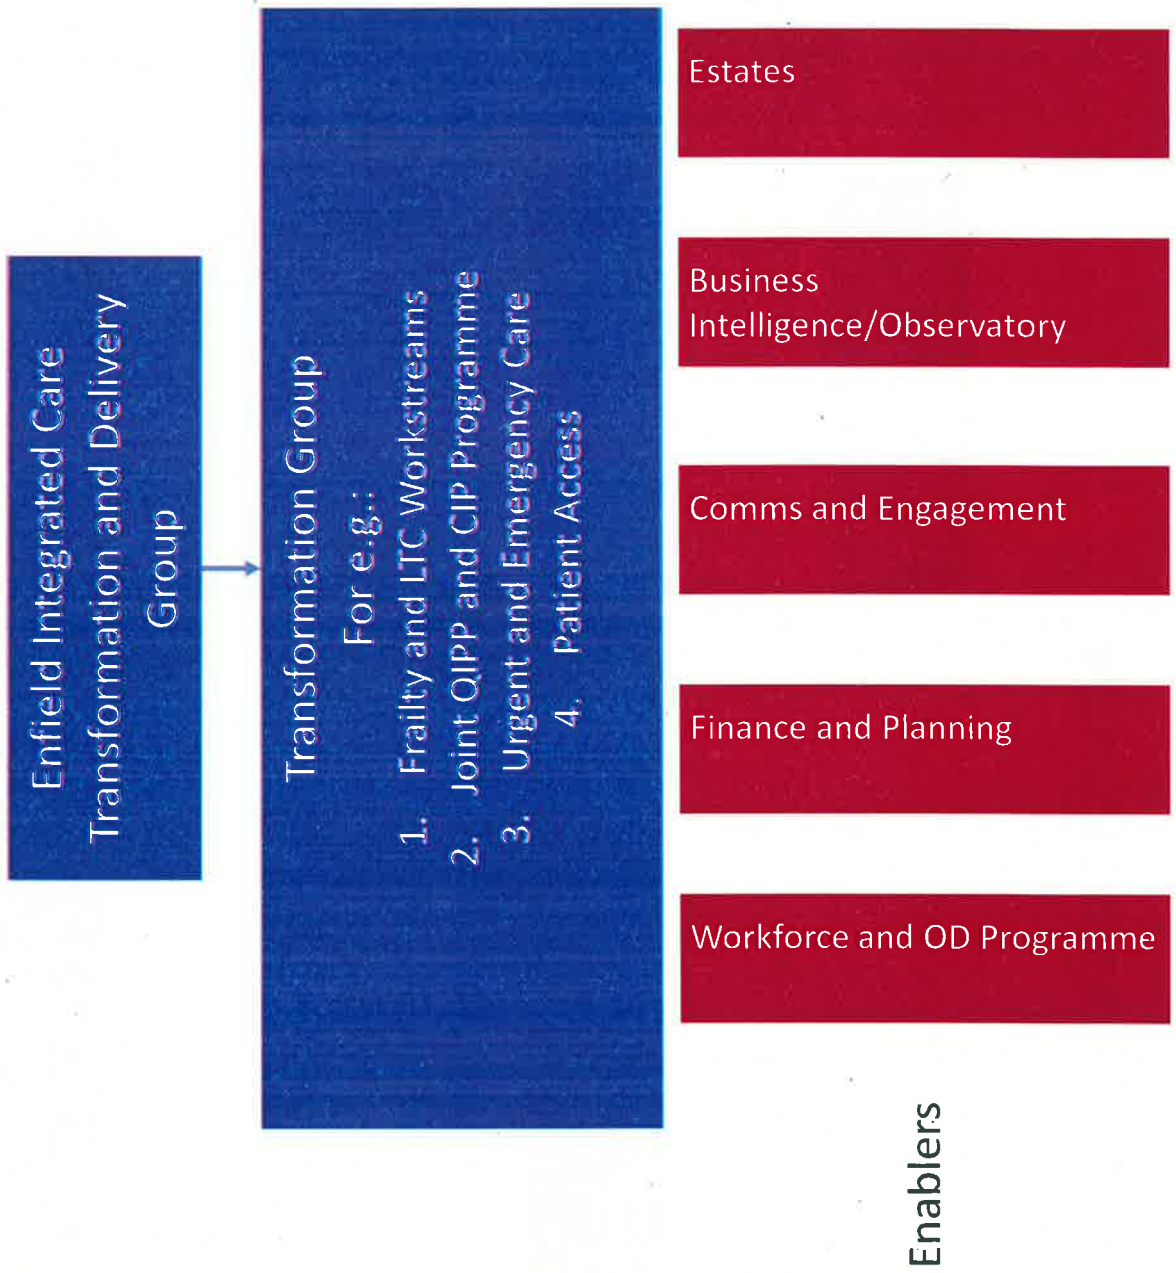 Enfield Integrated Care
Transformation and Delivery
Group
Transformation Group
For e.g.:
1. Frailty and LTC Workstreams
2. Joint QIPP and CIP Programme
3. Urgent and Emergency Care
4. Patient Access
Enablers
Workforce and OD Programme
Finance and Planning
Comms and Engagement
Business
Intelligence/Observatory
Estates